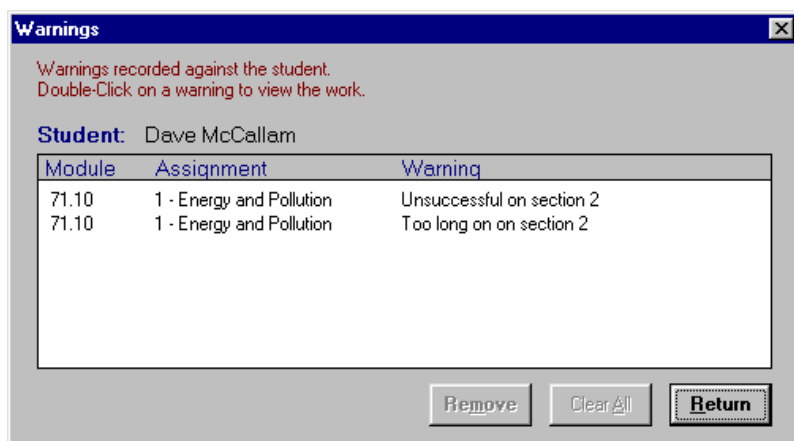 Warnings
Warnings recorded against the student.
Double-Click on a warning to view the work.
Student: Dave McCallam
Module Assignment Warning
71.10 1 - Energy and Pollution Unsuccessful on section 2
71.10 1 - Energy and Pollution Too long on on section 2
Remove Clear All Return